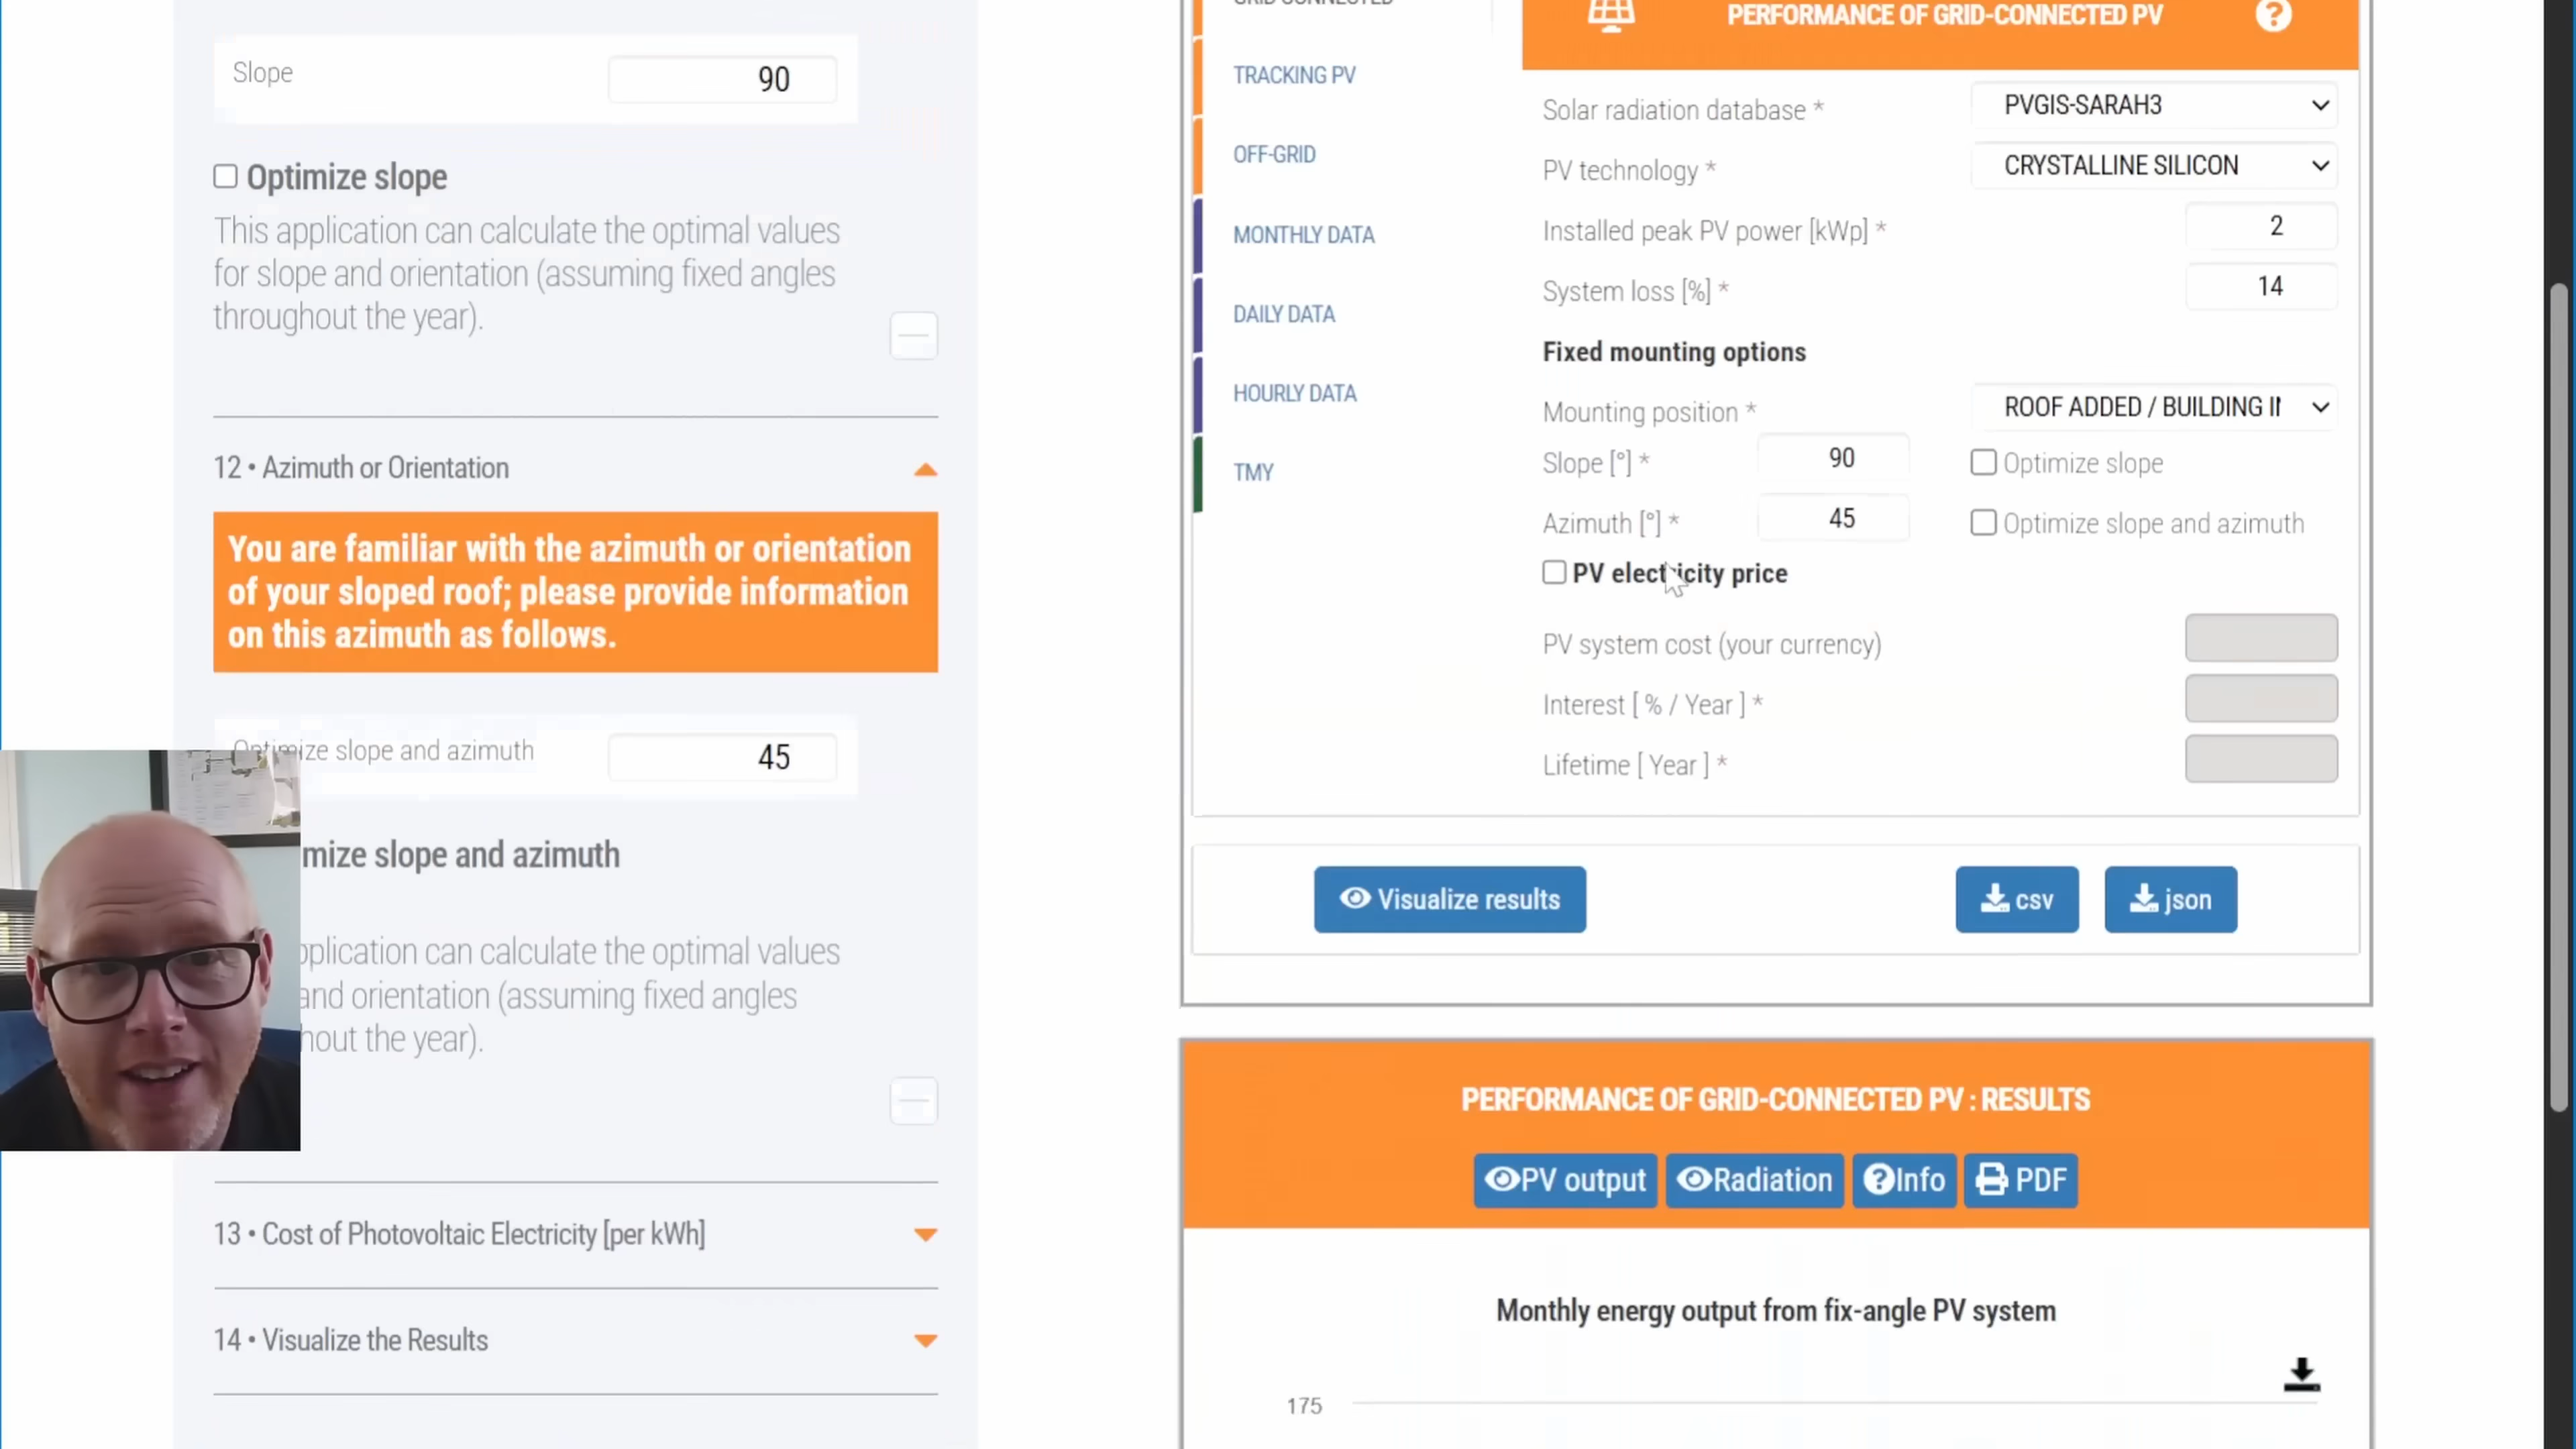 Slope
90
Optimize slope
This application can calculate the optimal values
for slope and orientation (assuming fixed angles
throughout the year).
12 • Azimuth or Orientation
You are familiar with the azimuth or orientation
of your sloped roof; please provide information
on this azimuth as follows.
Optimize slope and azimuth
45
mize slope and azimuth
pplication can calculate the optimal values
and orientation (assuming fixed angles
hout the year).
13 • Cost of Photovoltaic Electricity [per kWh]
14 • Visualize the Results
GRID CONNECTED
TRACKING PV
OFF-GRID
MONTHLY DATA
DAILY DATA
HOURLY DATA
TMY
PERFORMANCE OF GRID-CONNECTED PV
?
Solar radiation database *
PVGIS-SARAH3
PV technology *
CRYSTALLINE SILICON
Installed peak PV power [kWp] *
2
System loss [%] *
14
Fixed mounting options
Mounting position *
ROOF ADDED / BUILDING I
Slope [°] *
90
Optimize slope
Azimuth [°] *
45
Optimize slope and azimuth
PV electricity price
PV system cost (your currency)
Interest [ % / Year ] *
Lifetime [ Year ] *
Visualize results
csv
json
PERFORMANCE OF GRID-CONNECTED PV : RESULTS
PV output
Radiation
?Info
PDF
Monthly energy output from fix-angle PV system
175